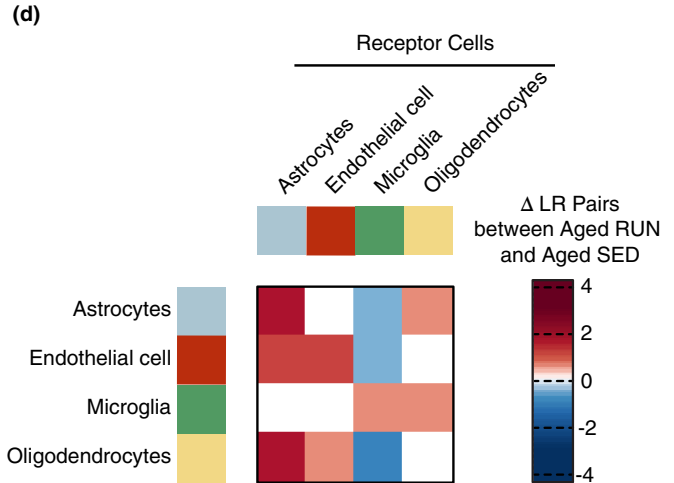 (d)
Receptor Cells
Astrocytes
Endothelial cell
Microglia
Oligodendrocytes
Δ LR Pairs
between Aged RUN
and Aged SED
Astrocytes
Endothelial cell
Microglia
Oligodendrocytes
4
2
0
-2
-4